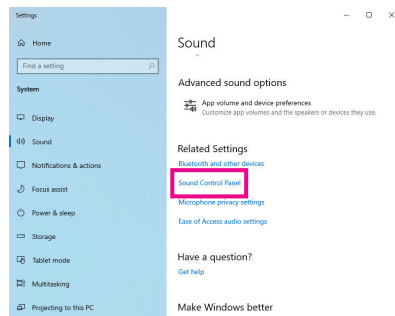 Settings
Home
Find a setting
System
Display
Sound
Notifications & actions
Focus assist
Power & sleep
Storage
Tablet mode
Multitasking
Projecting to this PC
Sound
Advanced sound options
App volume and device preferences
Customize app volumes and the speakers or devices they use.
Related Settings
Bluetooth and other devices
Sound Control Panel
Microphone privacy settings
Ease of Access audio settings
Have a question?
Get help
Make Windows better